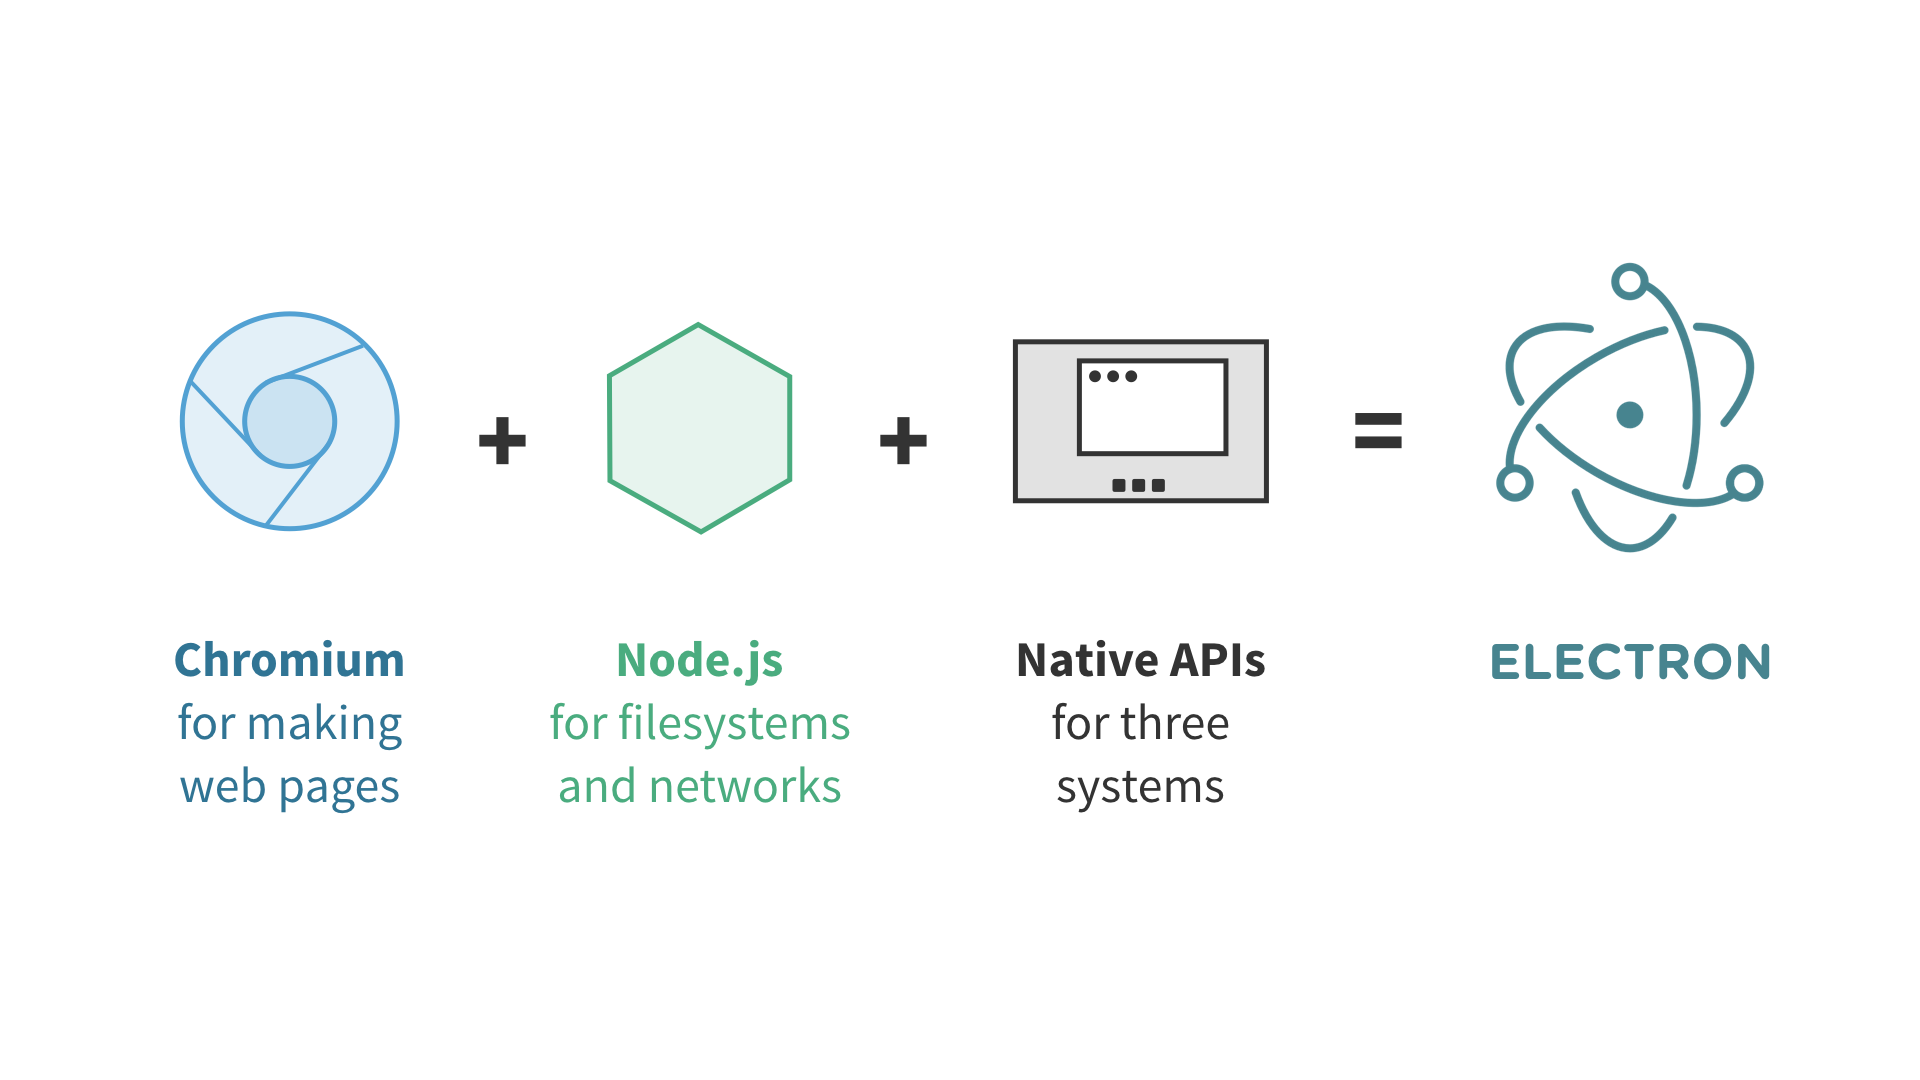 +
+
=
Chromium
for making
web pages
Node.js
for filesystems
and networks
Native APIs
for three
systems
ELECTRON